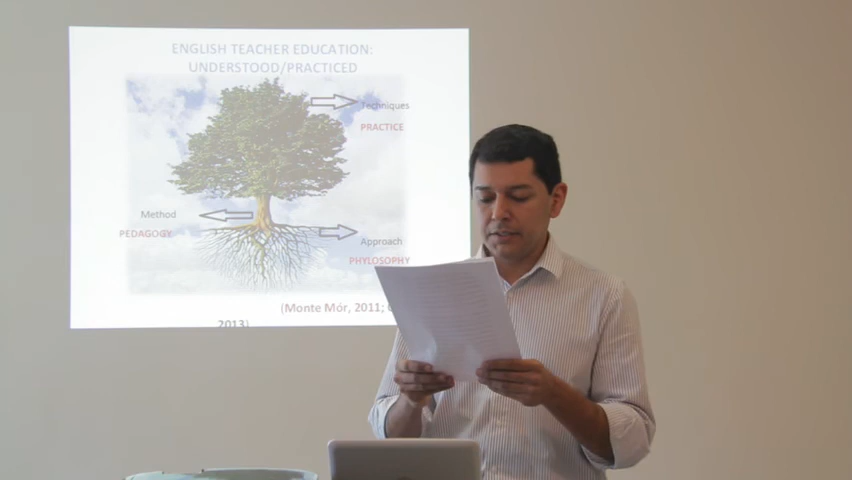 ENGLISH TEACHER EDUCATION:
UNDERSTOOD/PRACTICED
Techniques
PRACTICE
Method
PEDAGOGY
Approach
PHYLOSOPHY
(Monte Mór, 2011;
2013)